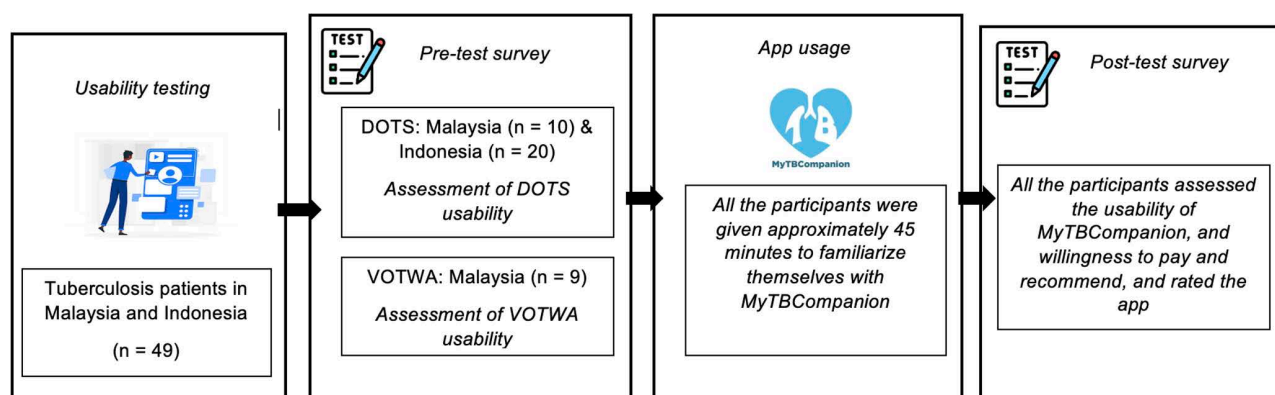 Usability testing
Tuberculosis patients in
Malaysia and Indonesia
(n = 49)
TEST
Pre-test survey
DOTS: Malaysia (n = 10) &
Indonesia (n = 20)
Assessment of DOTS
usability
VOTWA: Malaysia (n = 9)
Assessment of VOTWA
usability
App usage
TB
MyTBCompanion
All the participants were
given approximately 45
minutes to familiarize
themselves with
MyTBCompanion
TEST
Post-test survey
All the participants assessed
the usability of
MyTBCompanion, and
willingness to pay and
recommend, and rated the
app